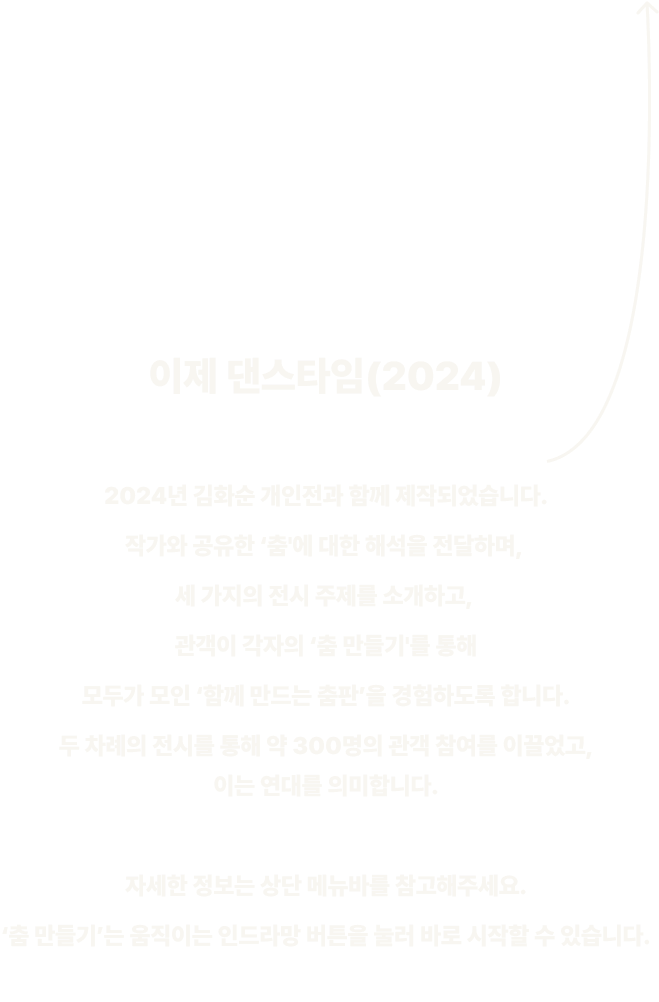 이제 댄스타임(2024)
2024년 김화순 개인전과 함께 제작되었습니다.
작가와 공유한 ‘춤'에 대한 해석을 전달하며,
세 가지의 전시 주제를 소개하고,
관객이 각자의 ‘춤 만들기'를 통해
모두가 모인 ‘함께 만드는 춤판’을 경험하도록 합니다.
두 차례의 전시를 통해 약 300명의 관객 참여를 이끌었고,
이는 연대를 의미합니다.
자세한 정보는 상단 메뉴바를 참고해주세요.
‘춤 만들기’는 움직이는 인드라망 버튼을 눌러 바로 시작할 수 있습니다.